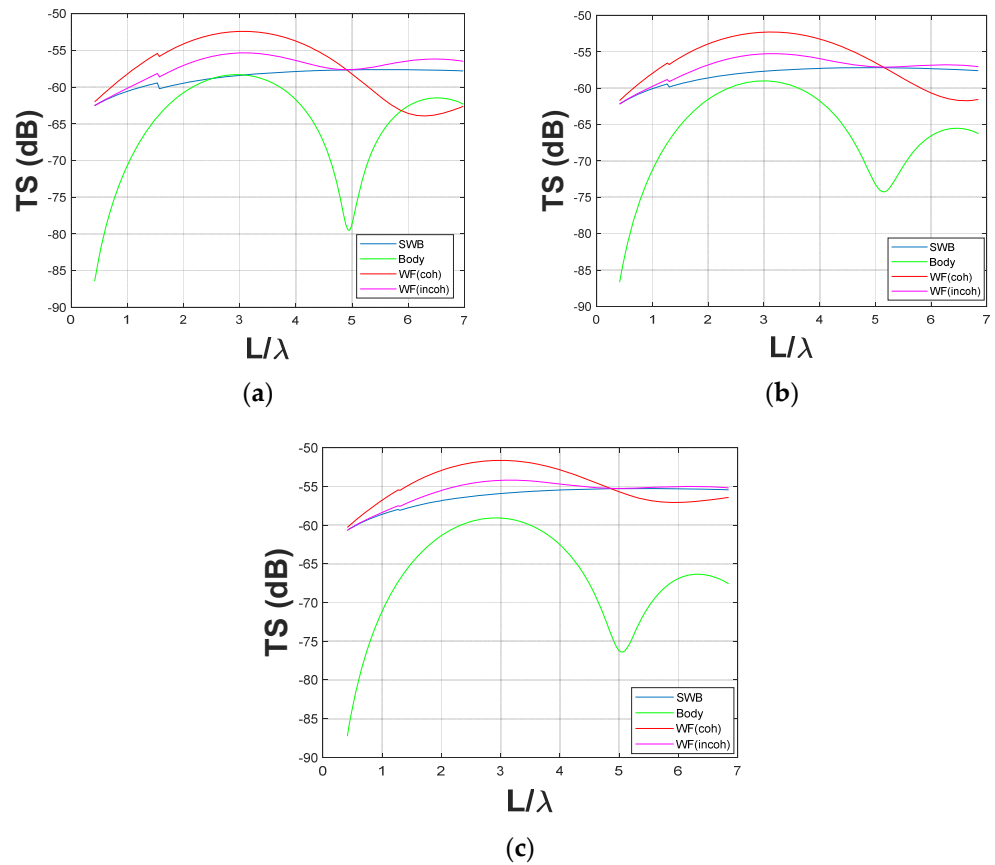 -50
-55
-60
-65
-70
-75
-80
-85
-90
TS (dB)
SWB
Body
WF(coh)
WF(incoh)
0 1 2 3 4 5 6 7
L/λ
(a)
-50
-55
-60
-65
-70
-75
-80
-85
-90
TS (dB)
SWB
Body
WF(coh)
WF(incoh)
0 1 2 3 4 5 6 7
L/λ
(b)
-50
-55
-60
-65
-70
-75
-80
-85
-90
TS (dB)
SWB
Body
WF(coh)
WF(incoh)
0 1 2 3 4 5 6 7
L/λ
(c)